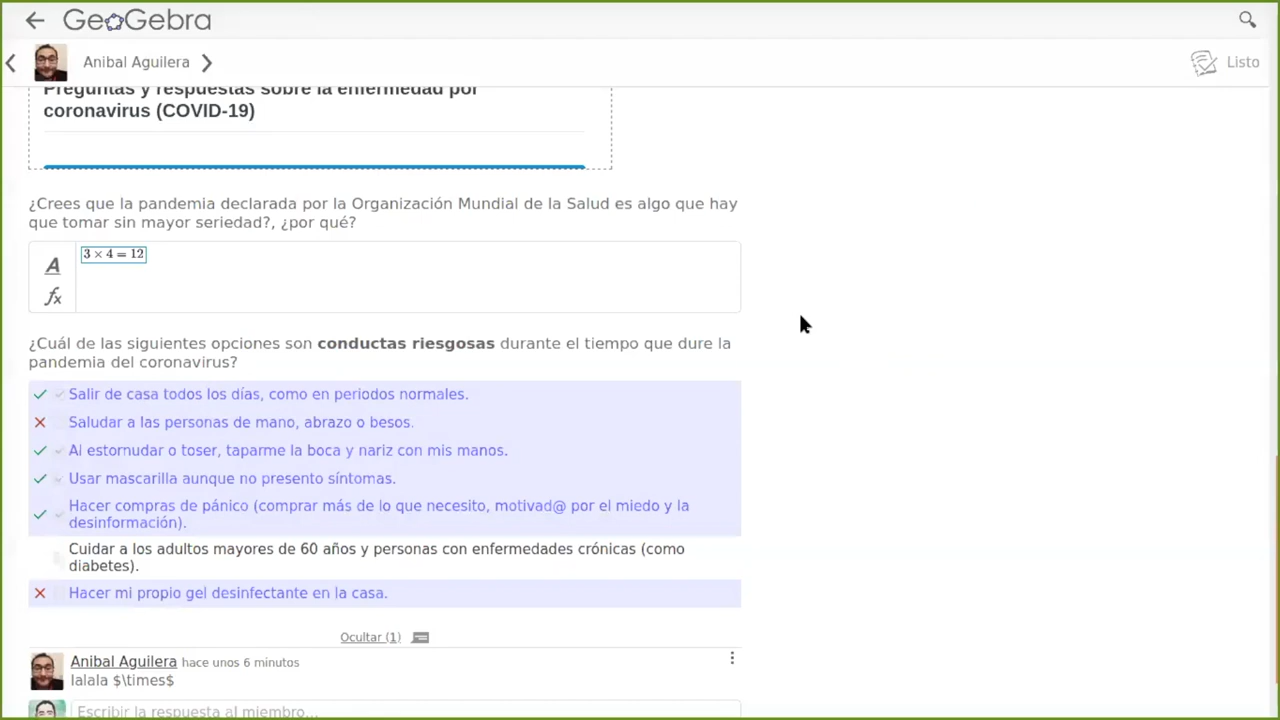 GeoGebra
Anibal Aguilera
Listo
Preguntas y respuestas sobre la enfermedad por
coronavirus (COVID-19)
¿Crees que la pandemia declarada por la Organización Mundial de la Salud es algo que hay
que tomar sin mayor seriedad?, ¿por qué?
A
3 × 4 = 12
fx
¿Cuál de las siguientes opciones son conductas riesgosas durante el tiempo que dure la
pandemia del coronavirus?
Salir de casa todos los días, como en periodos normales.
Saludar a las personas de mano, abrazo o besos.
Al estornudar o toser, taparme la boca y nariz con mis manos.
Usar mascarilla aunque no presento síntomas.
Hacer compras de pánico (comprar más de lo que necesito, motivad@ por el miedo y la
desinformación).
Cuidar a los adultos mayores de 60 años y personas con enfermedades crónicas (como
diabetes).
Hacer mi propio gel desinfectante en la casa.
Ocultar (1)
Anibal Aguilera hace unos 6 minutos
lalala $\times$
Escribir la respuesta al miembro...